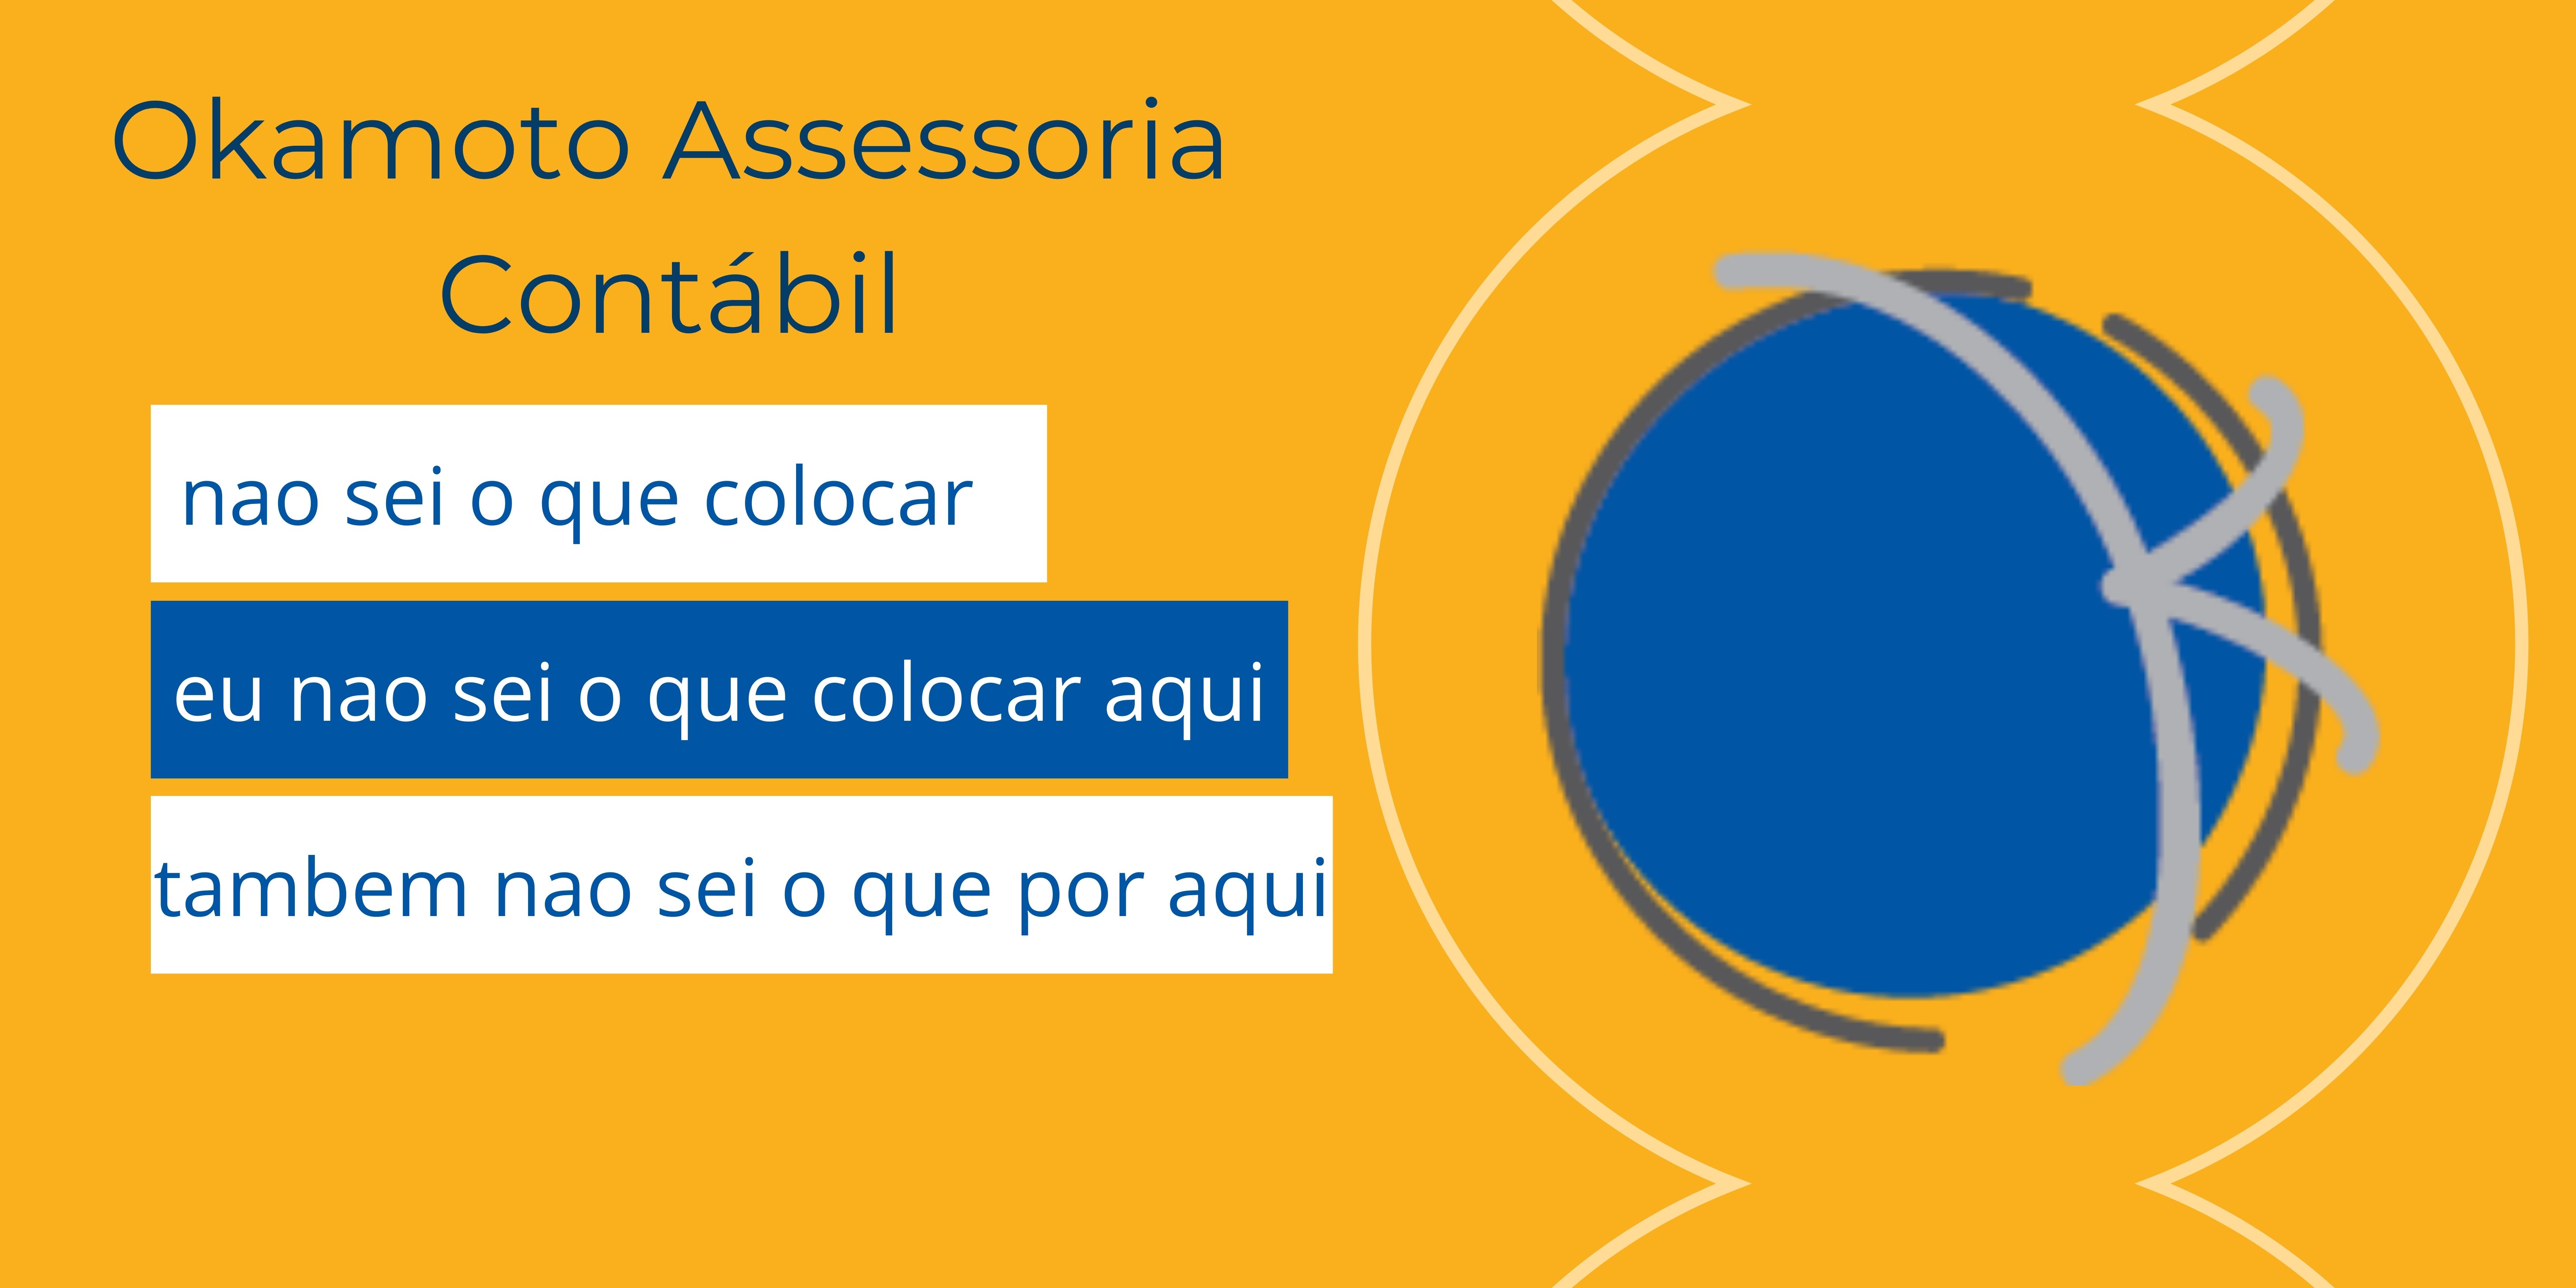 Okamoto Assessoria
Contábil
nao sei o que colocar
eu nao sei o que colocar aqui
tambem nao sei o que por aqui